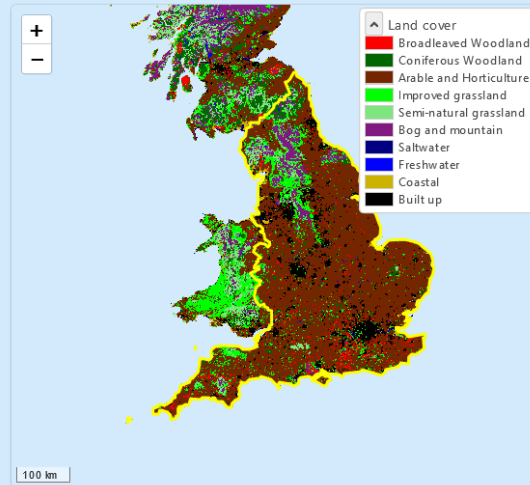 +
−
Land cover
Broadleaved Woodland
Coniferous Woodland
Arable and Horticulture
Improved grassland
Semi-natural grassland
Bog and mountain
Saltwater
Freshwater
Coastal
Built up
100 km